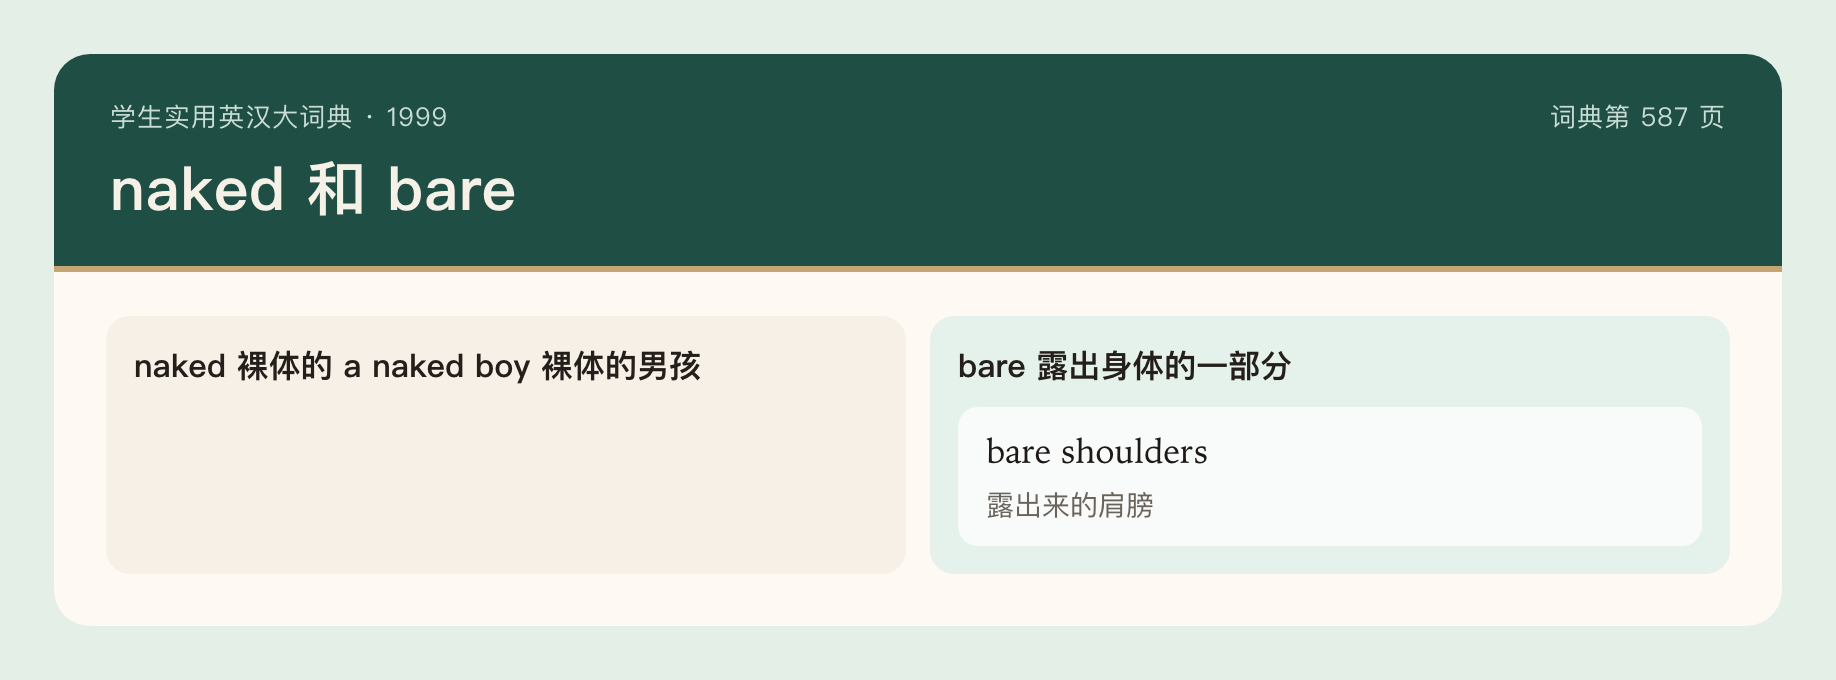 学生实用英汉大词典 · 1999
词典第 587 页
naked 和 bare
naked 裸体的 a naked boy 裸体的男孩
bare 露出身体的一部分
bare shoulders
露出来的肩膀